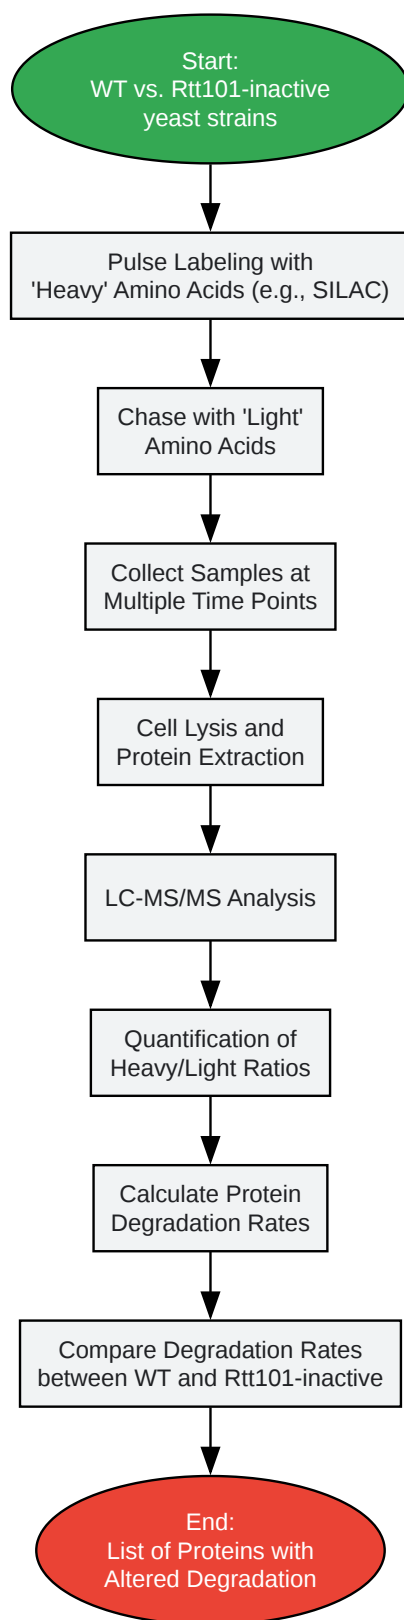 Start:
WT vs. Rtt101-inactive
yeast strains
Pulse Labeling with
'Heavy' Amino Acids (e.g., SILAC)
Chase with 'Light'
Amino Acids
Collect Samples at
Multiple Time Points
Cell Lysis and
Protein Extraction
LC-MS/MS Analysis
Quantification of
Heavy/Light Ratios
Calculate Protein
Degradation Rates
Compare Degradation Rates
between WT and Rtt101-inactive
End:
List of Proteins with
Altered Degradation